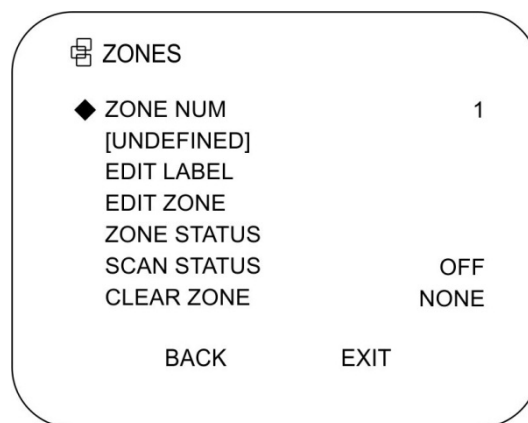 ZONES
ZONE NUM 1
[UNDEFINED]
EDIT LABEL
EDIT ZONE
ZONE STATUS
SCAN STATUS OFF
CLEAR ZONE NONE
BACK EXIT